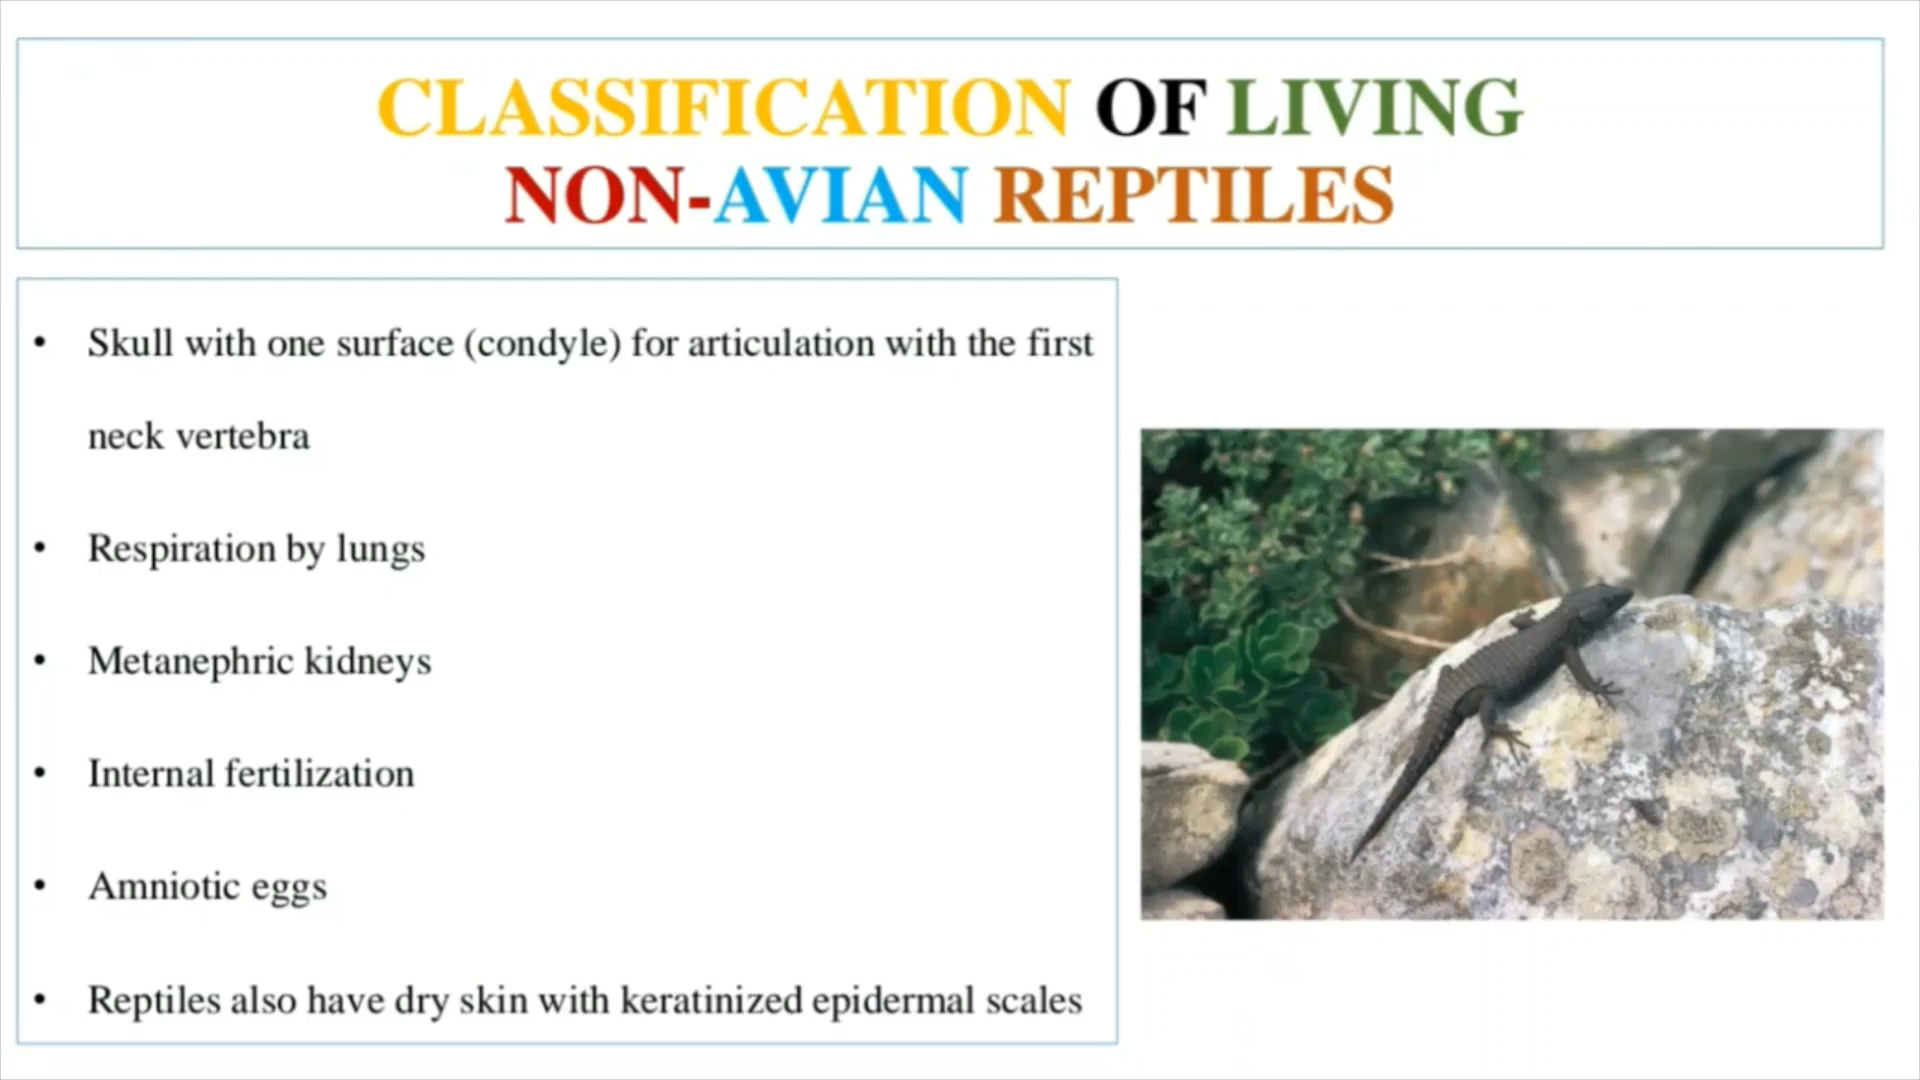 CLASSIFICATION OF LIVING
NON-AVIAN REPTILES
• Skull with one surface (condyle) for articulation with the first
neck vertebra
• Respiration by lungs
• Metanephric kidneys
• Internal fertilization
• Amniotic eggs
• Reptiles also have dry skin with keratinized epidermal scales